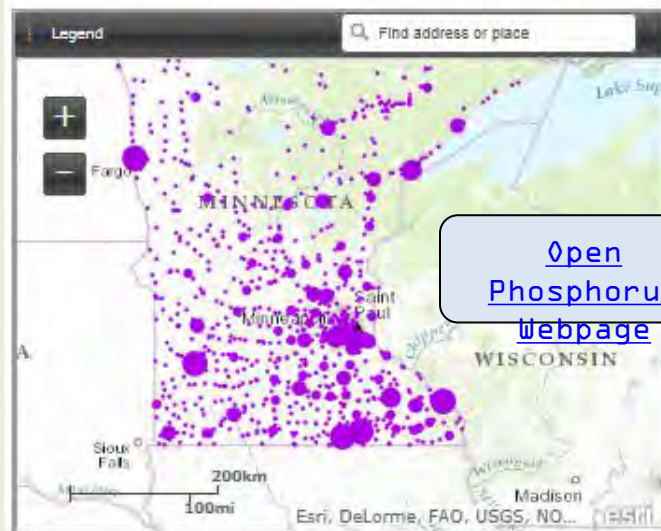 Legend
Find address or place
Lake Sup
Fargo
MINNESOTA
Open
Phosphoru
Webpage
Saint
Paul
Minneapoli
WISCONSIN
A
Sioux
Falls
200km
100mi
Madison
Esri, DeLorme, FAO, USGS, NO...
esri